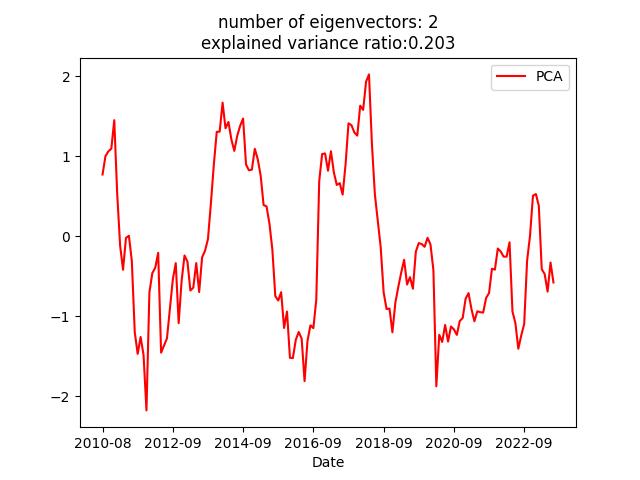 number of eigenvectors: 2
explained variance ratio:0.203
PCA
2
1
0
−1
−2
2010-08 2012-09 2014-09 2016-09 2018-09 2020-09 2022-09
Date